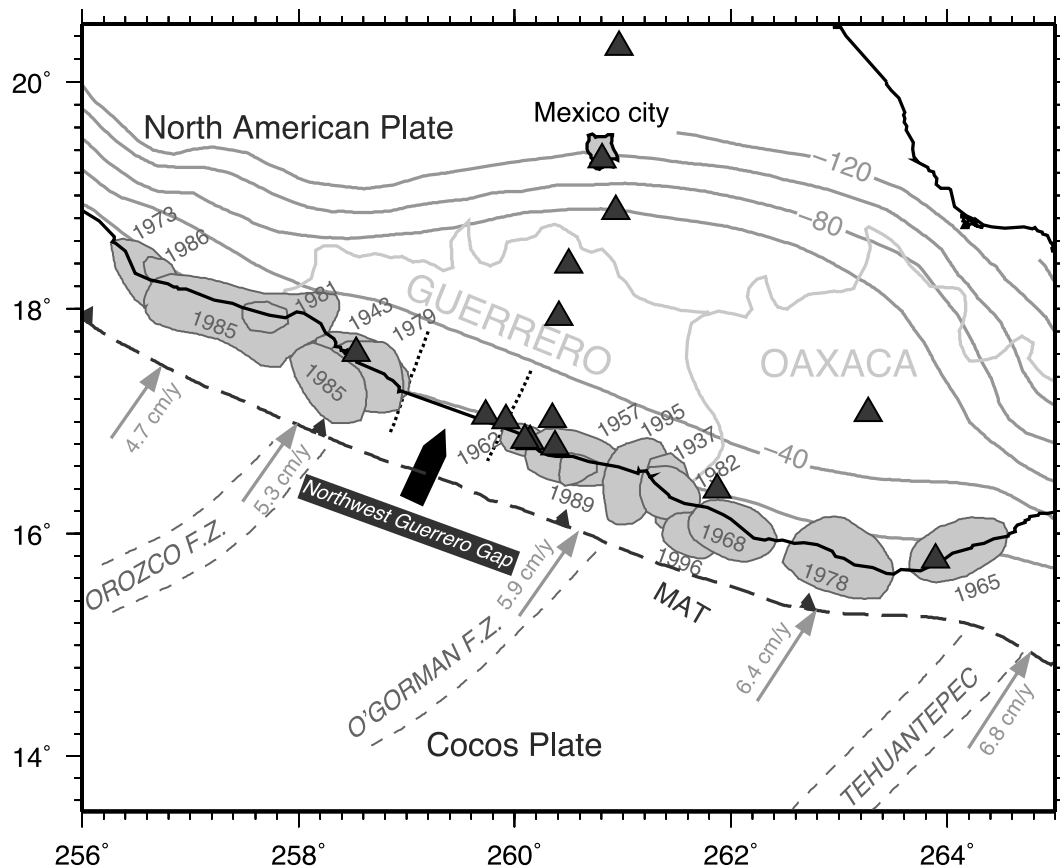 20°
Mexico city
North American Plate
-120
-80
1973
1986
GUERRERO
18°
1981
1943
1979
1985
OAXACA
1985
1957
1995
1937
4.7 cm/y
1962
-40
1982
5.3 cm/y
Northwest Guerrero Gap
1989
16°
1968
1996
1978
1965
OROZCO F.Z.
5.9 cm/y
MAT
O'GORMAN F.Z.
6.4 cm/y
6.8 cm/y
TEHUANTEPEC
Cocos Plate
14°
256° 258° 260° 262° 264°